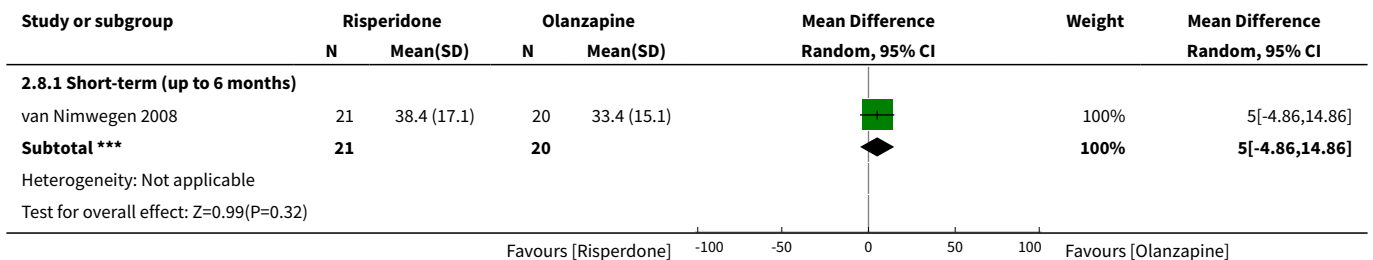 Study or subgroup Risperidone Olanzapine Mean Difference Weight Mean Difference
N Mean(SD) N Mean(SD) Random, 95% CI Random, 95% CI
2.8.1 Short-term (up to 6 months)
van Nimwegen 2008 21 38.4 (17.1) 20 33.4 (15.1) 100% 5[-4.86,14.86]
Subtotal *** 21 20 100% 5[-4.86,14.86]
Heterogeneity: Not applicable
Test for overall effect: Z=0.99(P=0.32)
Favours [Risperdone] -100 -50 0 50 100 Favours [Olanzapine]